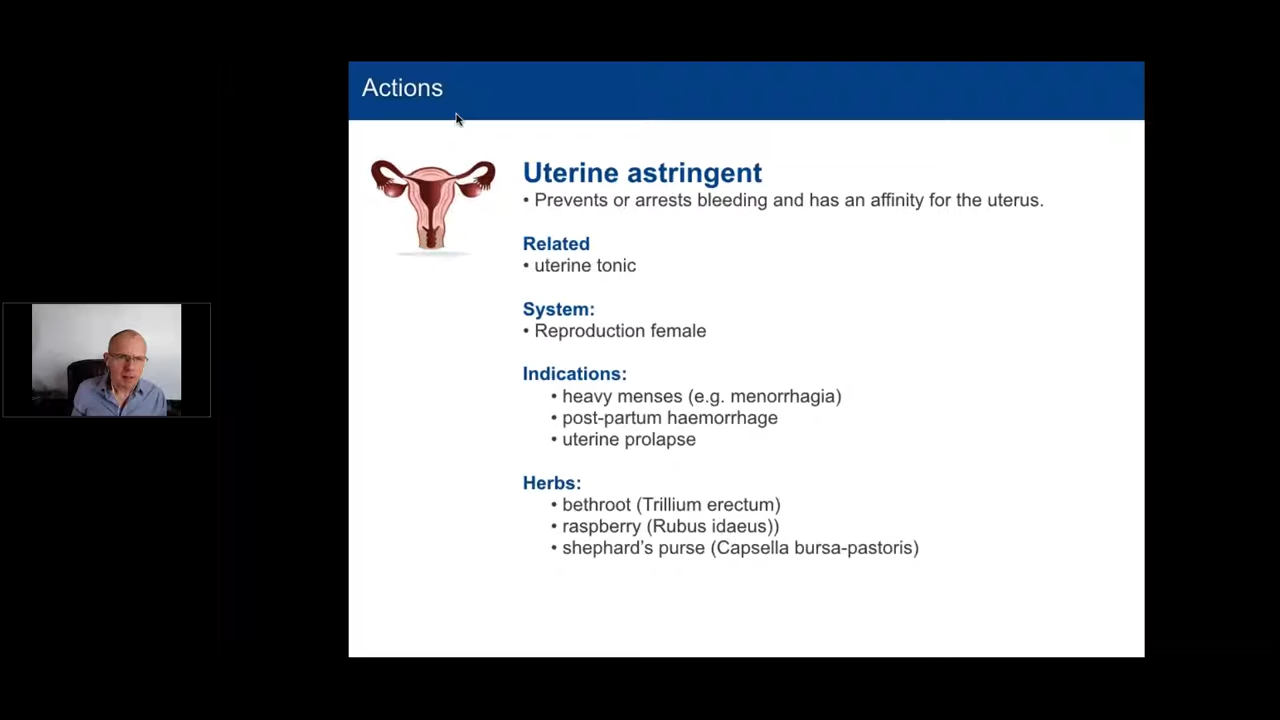 Actions
Uterine astringent
• Prevents or arrests bleeding and has an affinity for the uterus.
Related
• uterine tonic
System:
• Reproduction female
Indications:
• heavy menses (e.g. menorrhagia)
• post-partum haemorrhage
• uterine prolapse
Herbs:
• bethroot (Trillium erectum)
• raspberry (Rubus idaeus))
• shephard’s purse (Capsella bursa-pastoris)